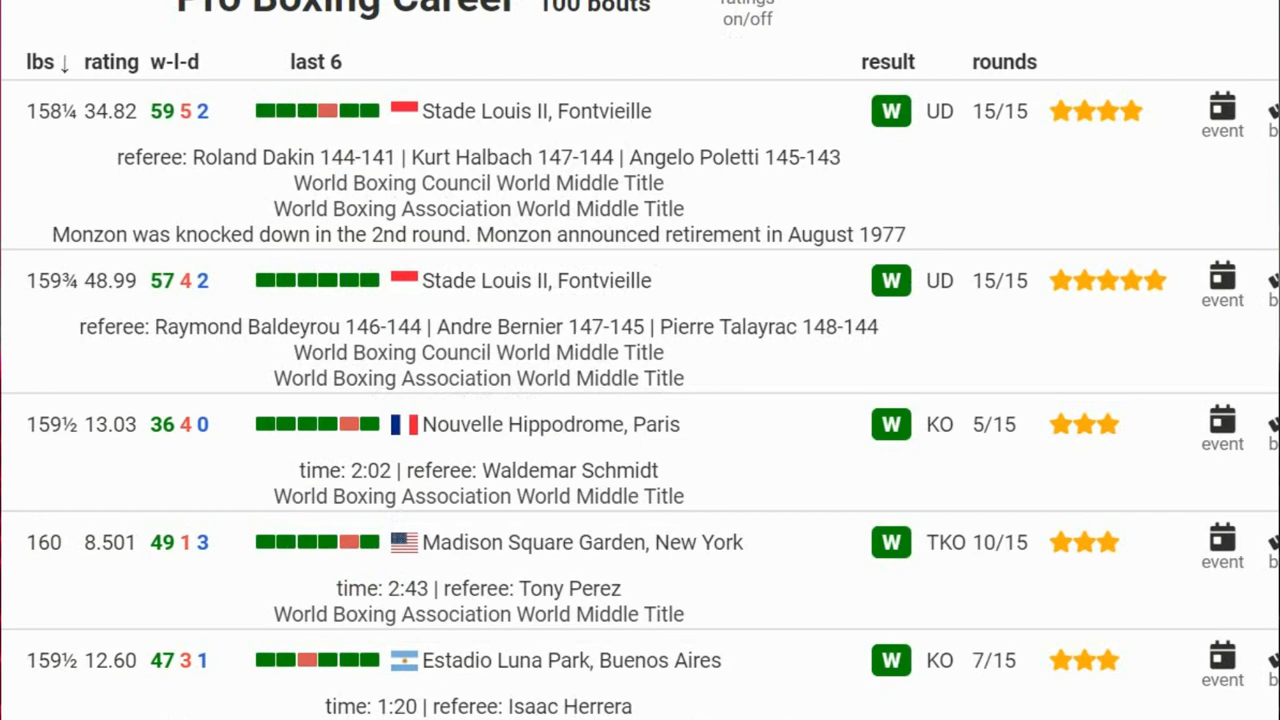 Pro Boxing Career 100 bouts
ratings
on/off
lbs ↓ rating w-l-d last 6 result rounds
158¼ 34.82 59 5 2 Stade Louis II, Fontvieille W UD 15/15
event
referee: Roland Dakin 144-141 | Kurt Halbach 147-144 | Angelo Poletti 145-143
World Boxing Council World Middle Title
World Boxing Association World Middle Title
Monzon was knocked down in the 2nd round. Monzon announced retirement in August 1977
159¾ 48.99 57 4 2 Stade Louis II, Fontvieille W UD 15/15
event b
referee: Raymond Baldeyrou 146-144 | Andre Bernier 147-145 | Pierre Talayrac 148-144
World Boxing Council World Middle Title
World Boxing Association World Middle Title
159½ 13.03 36 4 0 Nouvelle Hippodrome, Paris W KO 5/15
event b
time: 2:02 | referee: Waldemar Schmidt
World Boxing Association World Middle Title
160 8.501 49 1 3 Madison Square Garden, New York W TKO 10/15
event b
time: 2:43 | referee: Tony Perez
World Boxing Association World Middle Title
159½ 12.60 47 3 1 Estadio Luna Park, Buenos Aires W KO 7/15
event b
time: 1:20 | referee: Isaac Herrera